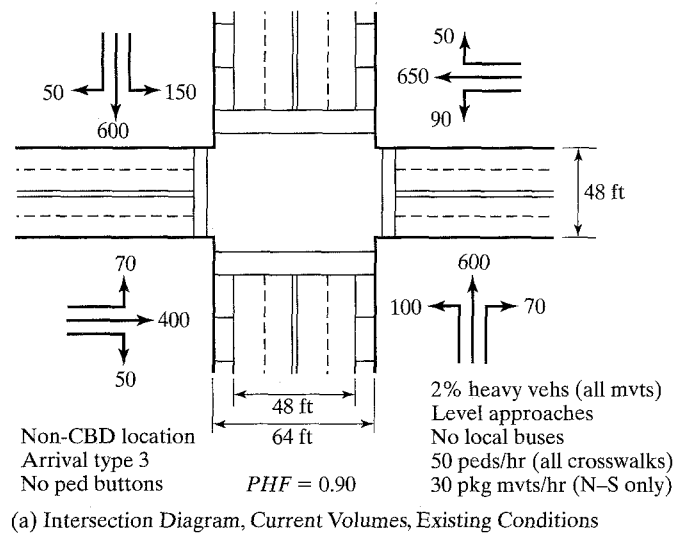 50
150
600
50
650
90
48 ft
70
400
50
600
100
70
48 ft
64 ft
2% heavy vehs (all mvts)
Level approaches
No local buses
50 peds/hr (all crosswalks)
30 pkg mvts/hr (N–S only)
Non-CBD location
Arrival type 3
No ped buttons
PHF = 0.90
(a) Intersection Diagram, Current Volumes, Existing Conditions